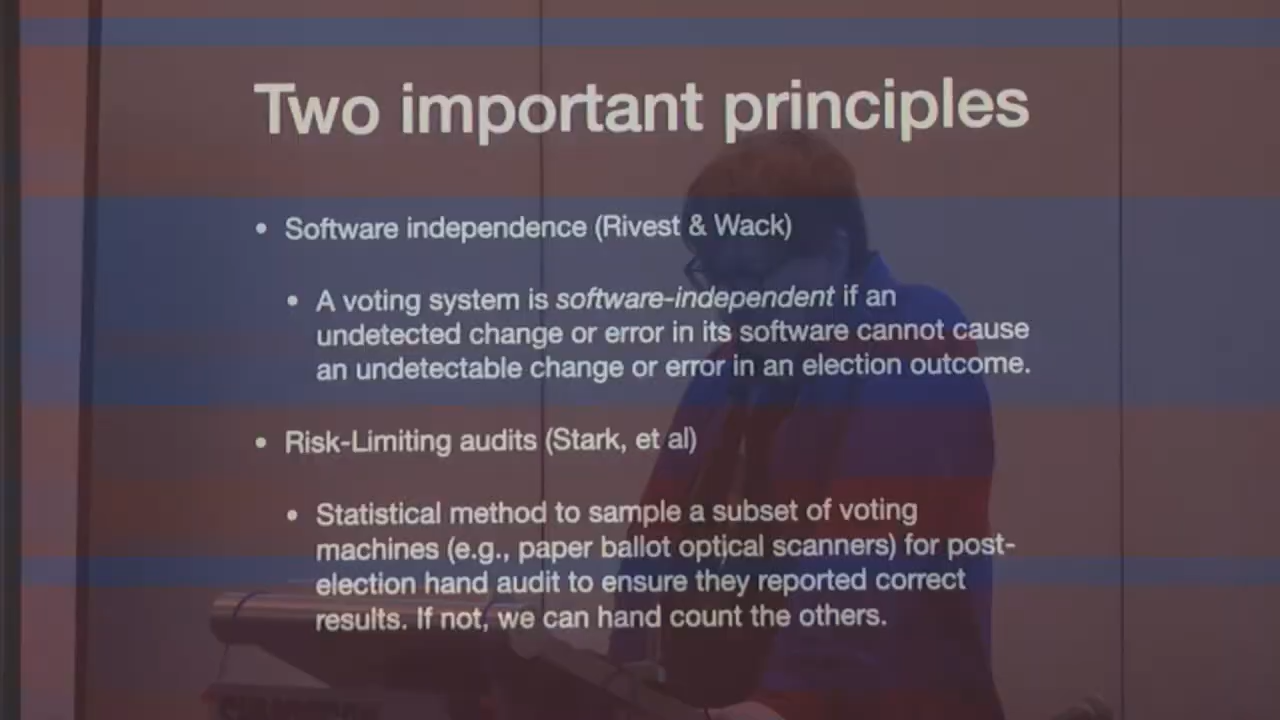 Two important principles
• Software independence (Rivest & Wack)
• A voting system is software-independent if an
undetected change or error in its software cannot cause
an undetectable change or error in an election outcome.
• Risk-Limiting audits (Stark, et al)
• Statistical method to sample a subset of voting
machines (e.g., paper ballot optical scanners) for post-
election hand audit to ensure they reported correct
results. If not, we can hand count the others.